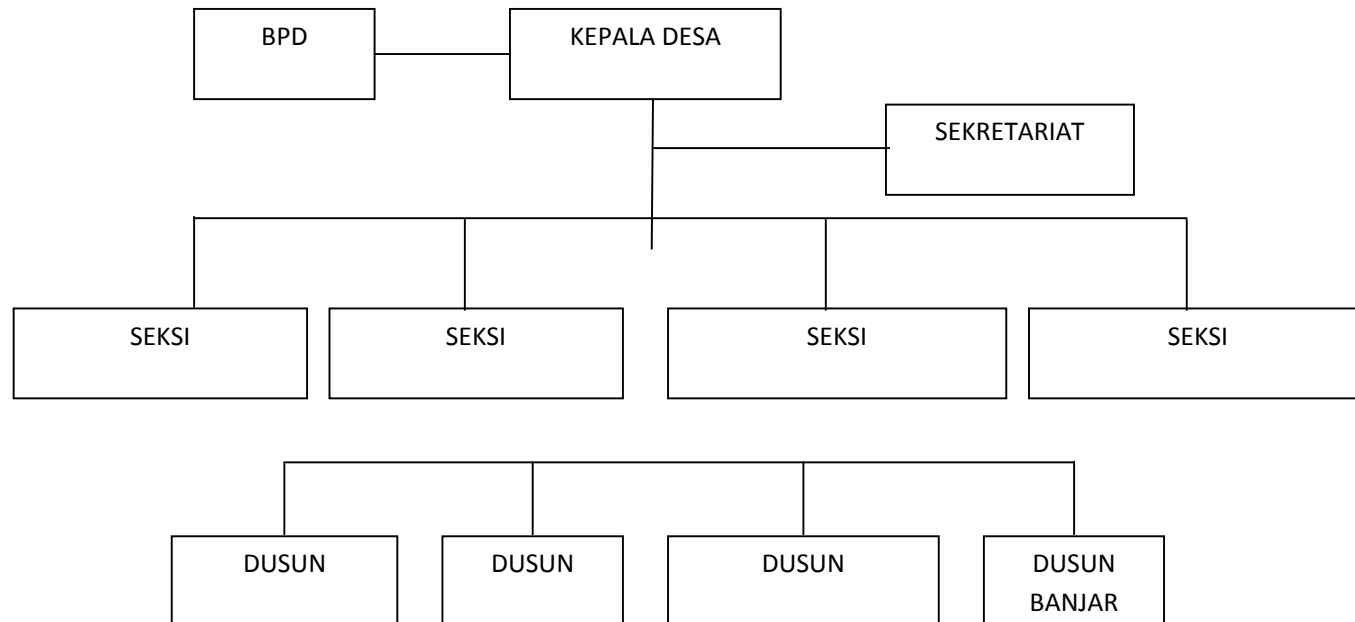 BPD
KEPALA DESA
SEKRETARIAT
SEKSI
SEKSI
SEKSI
SEKSI
DUSUN
DUSUN
DUSUN
DUSUN
BANJAR